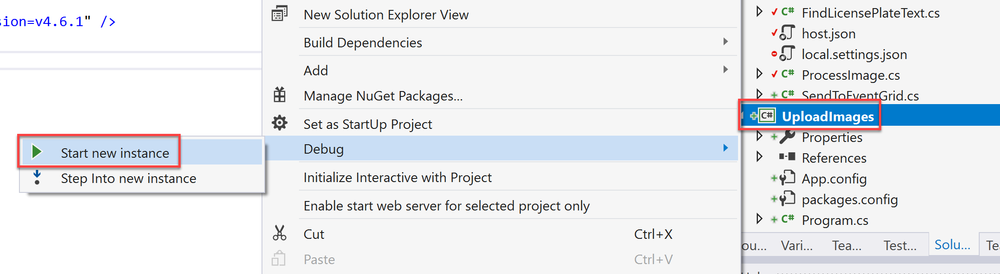 sion=v4.6.1" />
Start new instance
Step Into new instance
New Solution Explorer View
Build Dependencies
Add
Manage NuGet Packages...
Set as StartUp Project
Debug
Initialize Interactive with Project
Enable start web server for selected project only
Cut Ctrl+X
Paste Ctrl+V
C# FindLicensePlateText.cs
host.json
local.settings.json
C# ProcessImage.cs
C# SendToEventGrid.cs
C# UploadImages
Properties
References
App.config
packages.config
C# Program.cs
ou... Vari... Tea... Test... Solu... Te